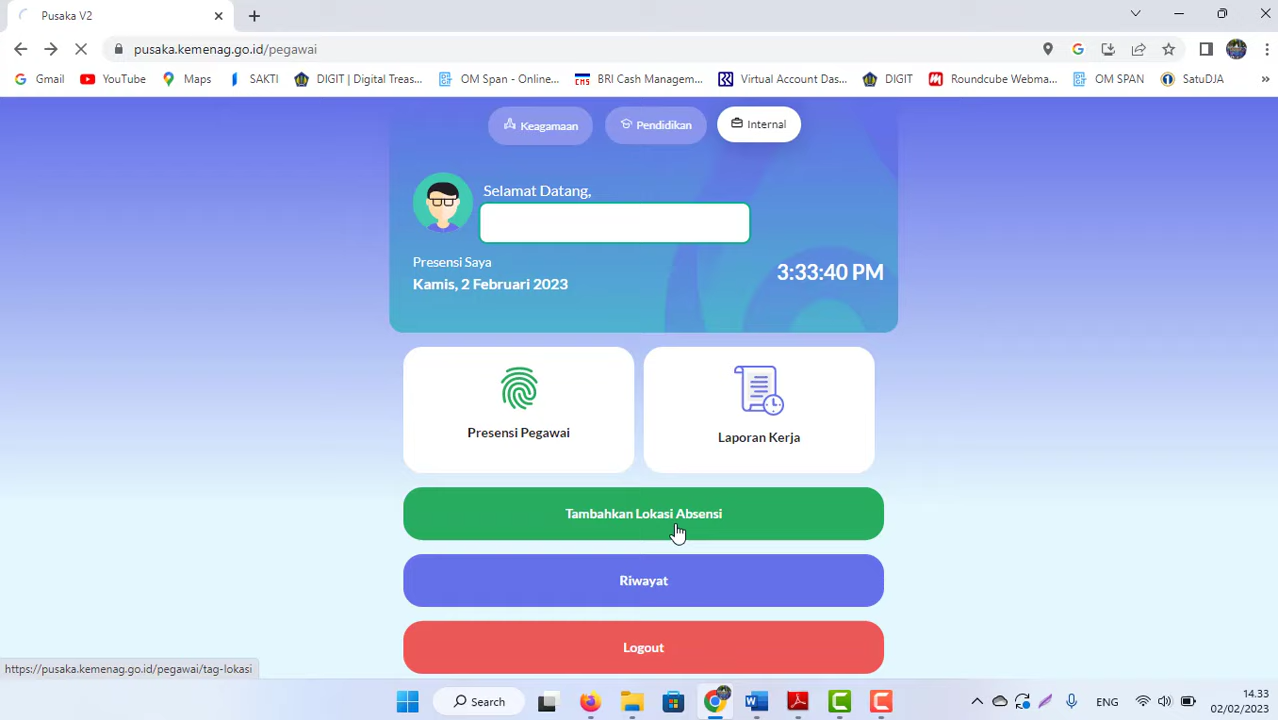 Pusaka V2
pusaka.kemenag.go.id/pegawai
Gmail YouTube Maps SAKTI DIGIT | Digital Treas... OM Span - Online... BRI Cash Managem... Virtual Account Das... DIGIT Roundcube Webma... OM SPAN SatuDJA
Keagamaan Pendidikan Internal
Selamat Datang,
Presensi Saya
Kamis, 2 Februari 2023 3:33:40 PM
Presensi Pegawai Laporan Kerja
Tambahkan Lokasi Absensi
Riwayat
Logout
https://pusaka.kemenag.go.id/pegawai/tag-lokasi
Search ENG 14.33
02/02/2023